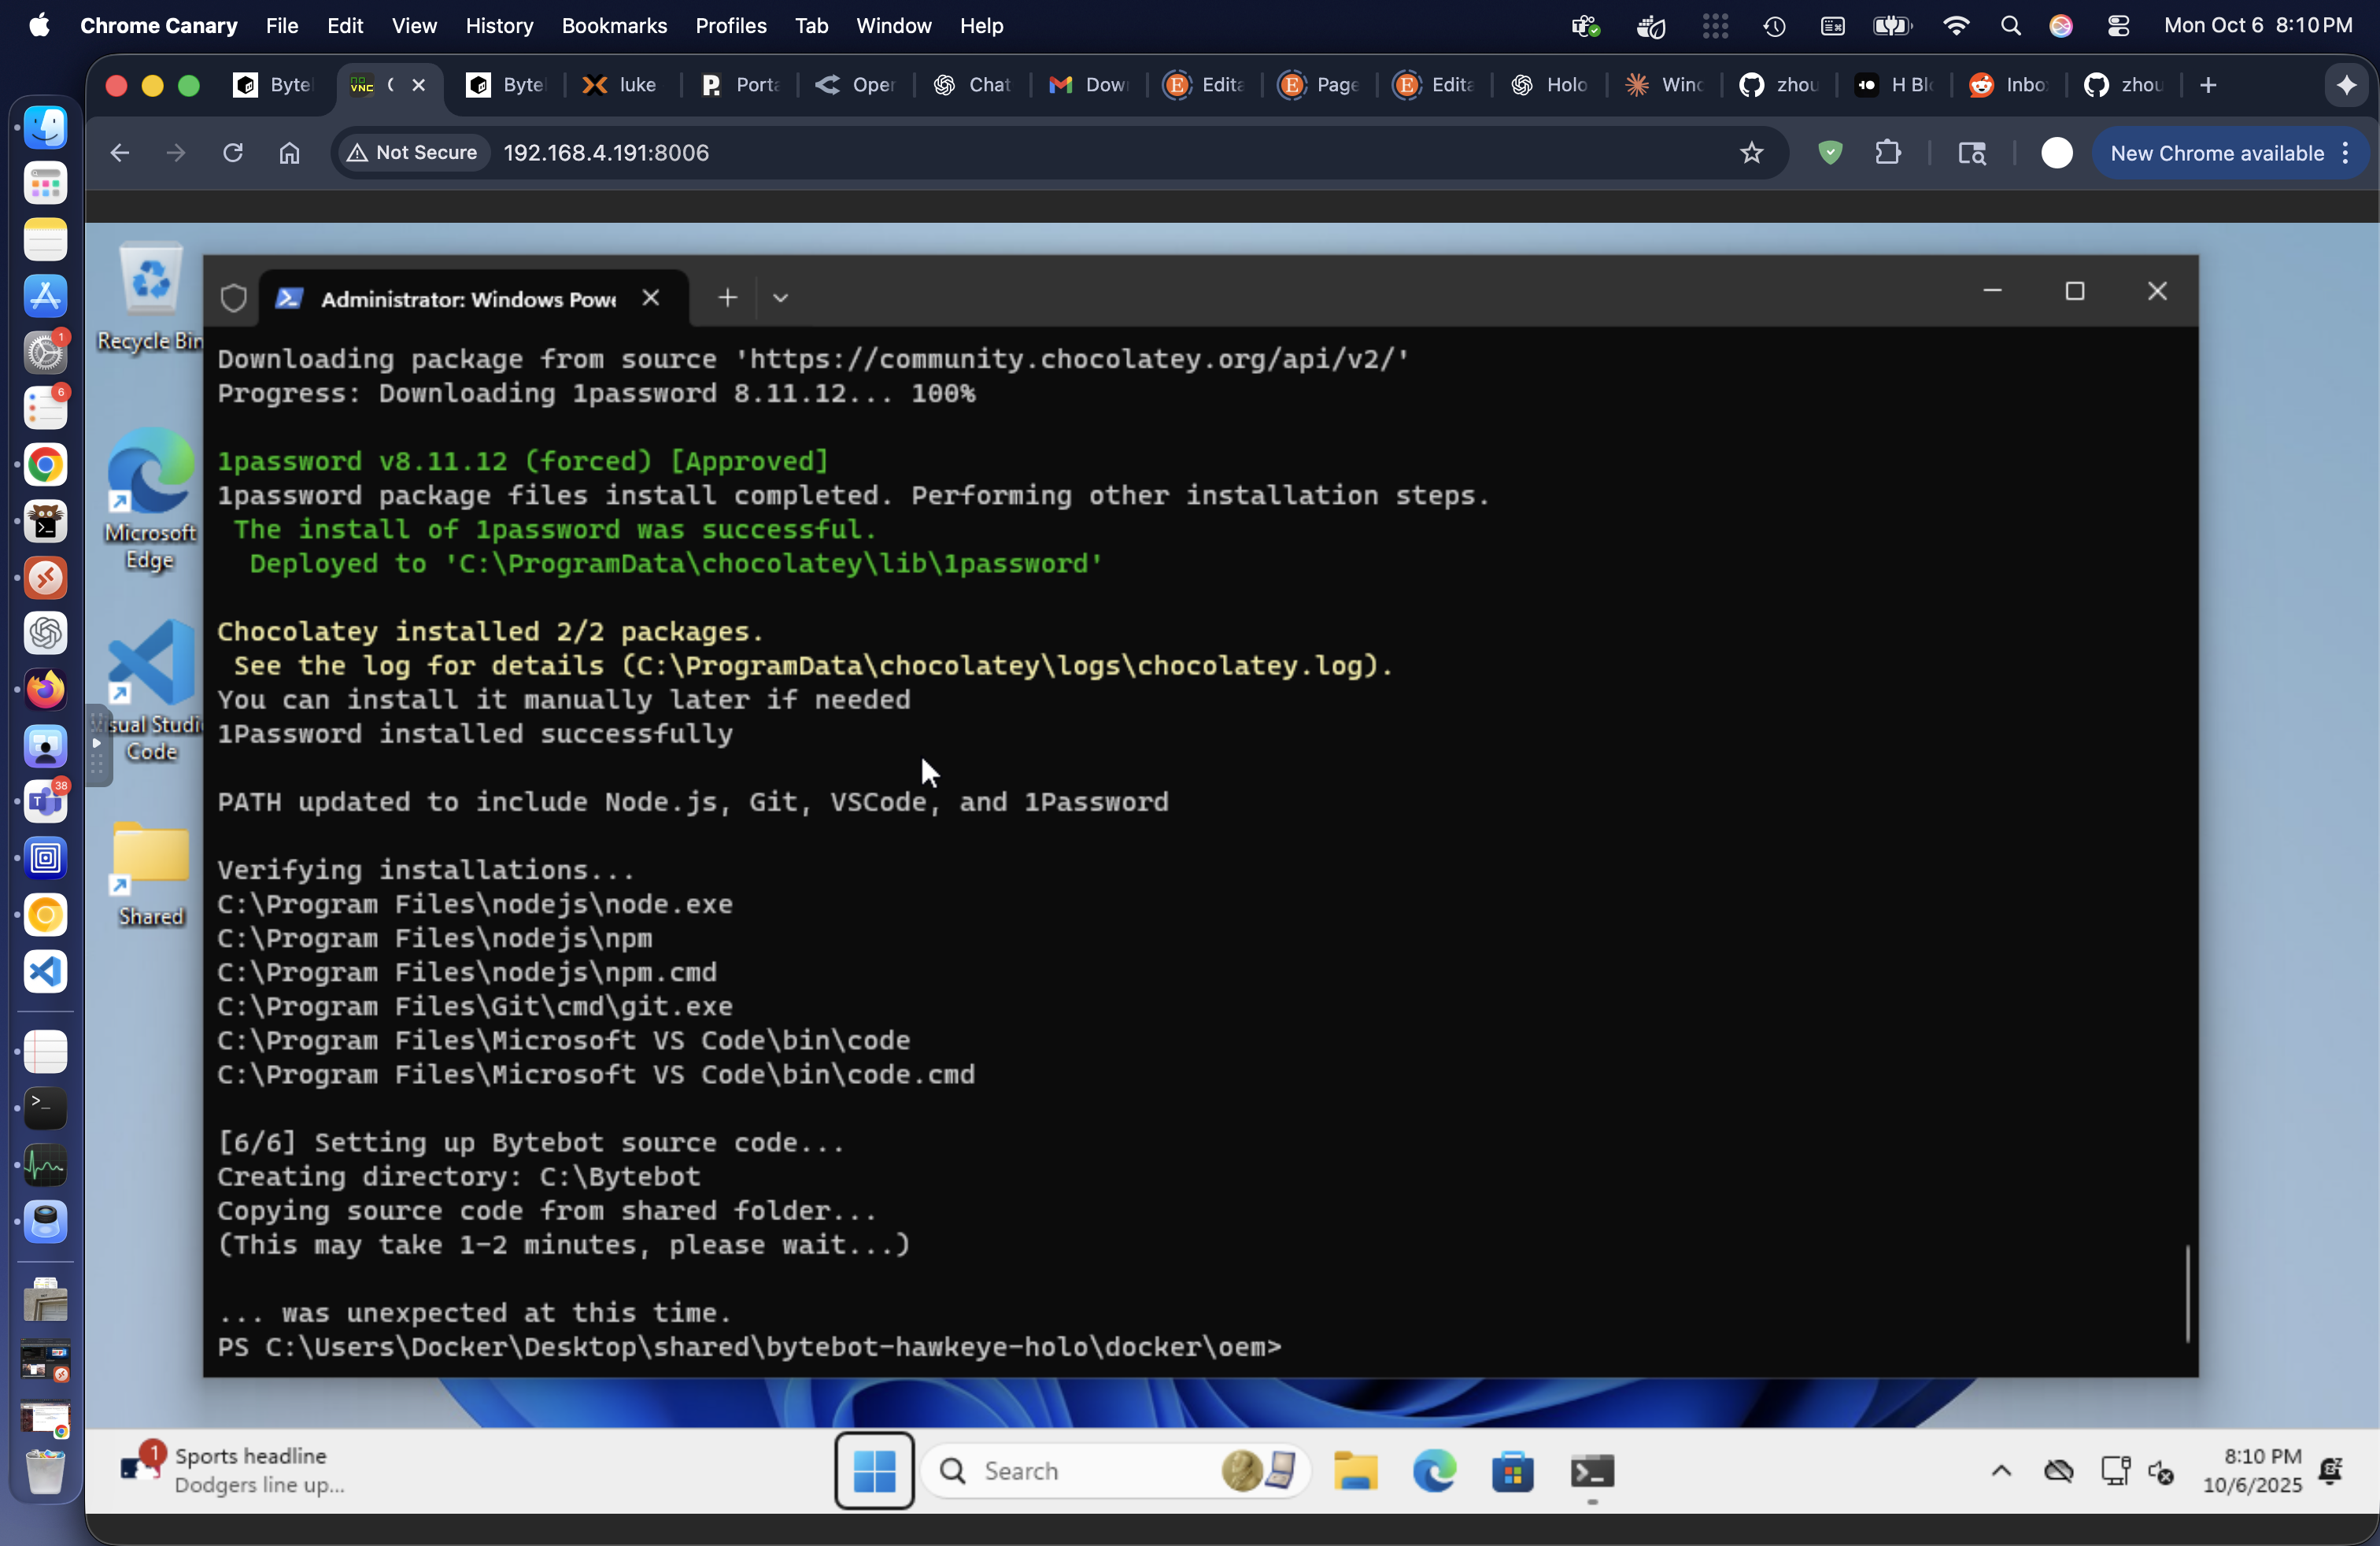 Chrome Canary File Edit View History Bookmarks Profiles Tab Window Help
Mon Oct 6 8:10 PM
Bytel
VNC
Bytel
luke
Porta
Oper
Chat
Dow
Edita
Page
Edita
Holo
Winc
zhou
H Bl
Inbo
zhou
Not Secure 192.168.4.191:8006
New Chrome available
1
6
38
Recycle Bin
Microsoft
Edge
sual Studi
Code
Shared
Administrator: Windows Powe
Downloading package from source 'https://community.chocolatey.org/api/v2/'
Progress: Downloading 1password 8.11.12... 100%
1password v8.11.12 (forced) [Approved]
1password package files install completed. Performing other installation steps.
The install of 1password was successful.
Deployed to 'C:\ProgramData\chocolatey\lib\1password'
Chocolatey installed 2/2 packages.
See the log for details (C:\ProgramData\chocolatey\logs\chocolatey.log).
You can install it manually later if needed
1Password installed successfully
PATH updated to include Node.js, Git, VSCode, and 1Password
Verifying installations...
C:\Program Files\nodejs\node.exe
C:\Program Files\nodejs\npm
C:\Program Files\nodejs\npm.cmd
C:\Program Files\Git\cmd\git.exe
C:\Program Files\Microsoft VS Code\bin\code
C:\Program Files\Microsoft VS Code\bin\code.cmd
[6/6] Setting up Bytebot source code...
Creating directory: C:\Bytebot
Copying source code from shared folder...
(This may take 1-2 minutes, please wait...)
... was unexpected at this time.
PS C:\Users\Docker\Desktop\shared\bytebot-hawkeye-holo\docker\oem>
1
Sports headline
Dodgers line up...
Search
8:10 PM
10/6/2025